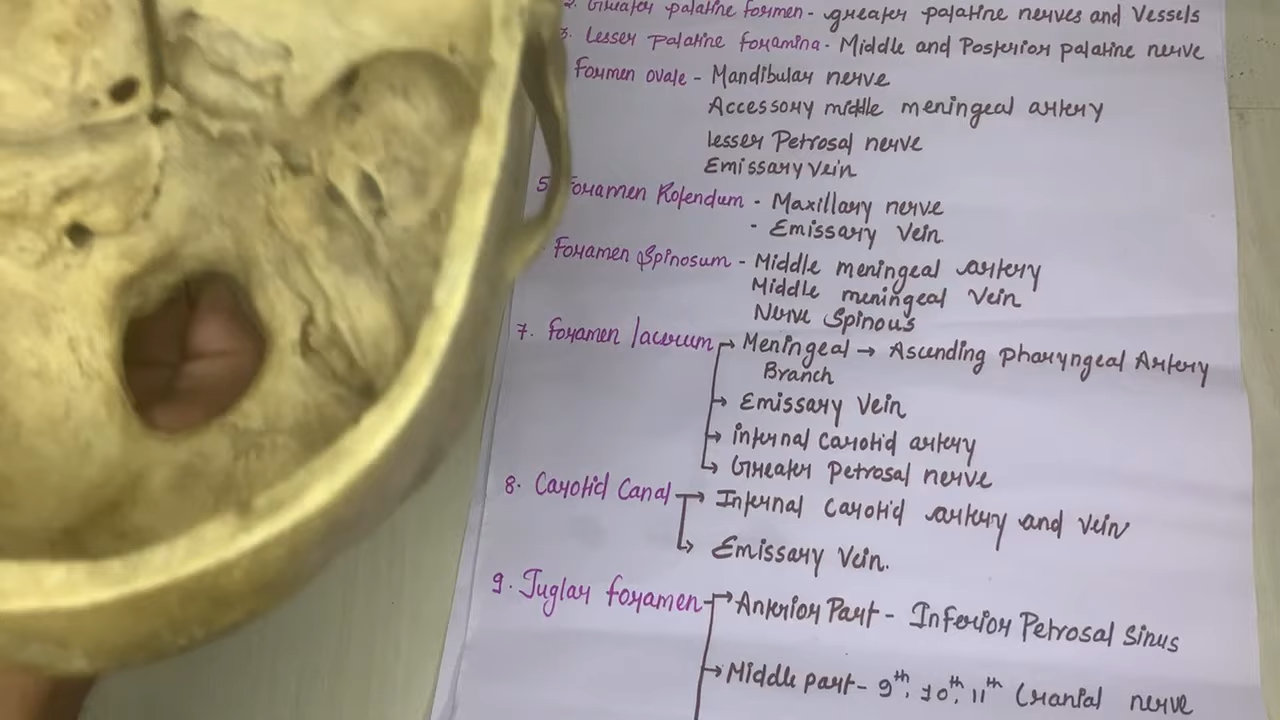 2. Greater palatine formen - greater palatine nerves and Vessels
3. Lesser palatine foramina - Middle and Posterior palatine nerve
Formen ovale - Mandibular nerve
Accessory middle meningeal artery
lesser Petrosal nerve
Emissary vein
5 Foramen Rotendum - Maxillary nerve
- Emissary Vein
Foramen Spinosum - Middle meningeal artery
Middle meningeal Vein
Nerve Spinous
7. Foramen lacerum → Meningeal → Ascending Pharyngeal Artery
Branch
→ Emissary Vein
→ internal carotid artery
→ Greater Petrosal nerve
8. Carotid Canal → Internal Carotid artery and vein
→ Emissary Vein.
9. Juglar foramen → Anterior Part - Inferior Petrosal Sinus
→ Middle part - 9th, 10th, 11th Cranial nerve